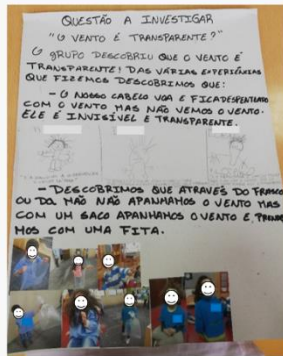 QUESTÃO A INVESTIGAR
"O VENTO É TRANSPARENTE?"
O GRUPO DESCOBRIU QUE O VENTO É
TRANSPARENTE! DAS VÁRIAS EXPERIÊNCIAS
QUE FIZEMOS DESCOBRIMOS QUE:
- O NOSSO CABELO VOA E FICA DESPENTEADO
COM O VENTO MAS NÃO VEMOS O VENTO.
ELE É INVISÍVEL E TRANSPARENTE.
- DESCOBRIMOS QUE ATRAVÉS DO FRASCO
OU DA MÃO NÃO APANHAMOS O VENTO MAS
COM UM SACO APANHAMOS O VENTO E, PRENDE
MOS COM UMA FITA.